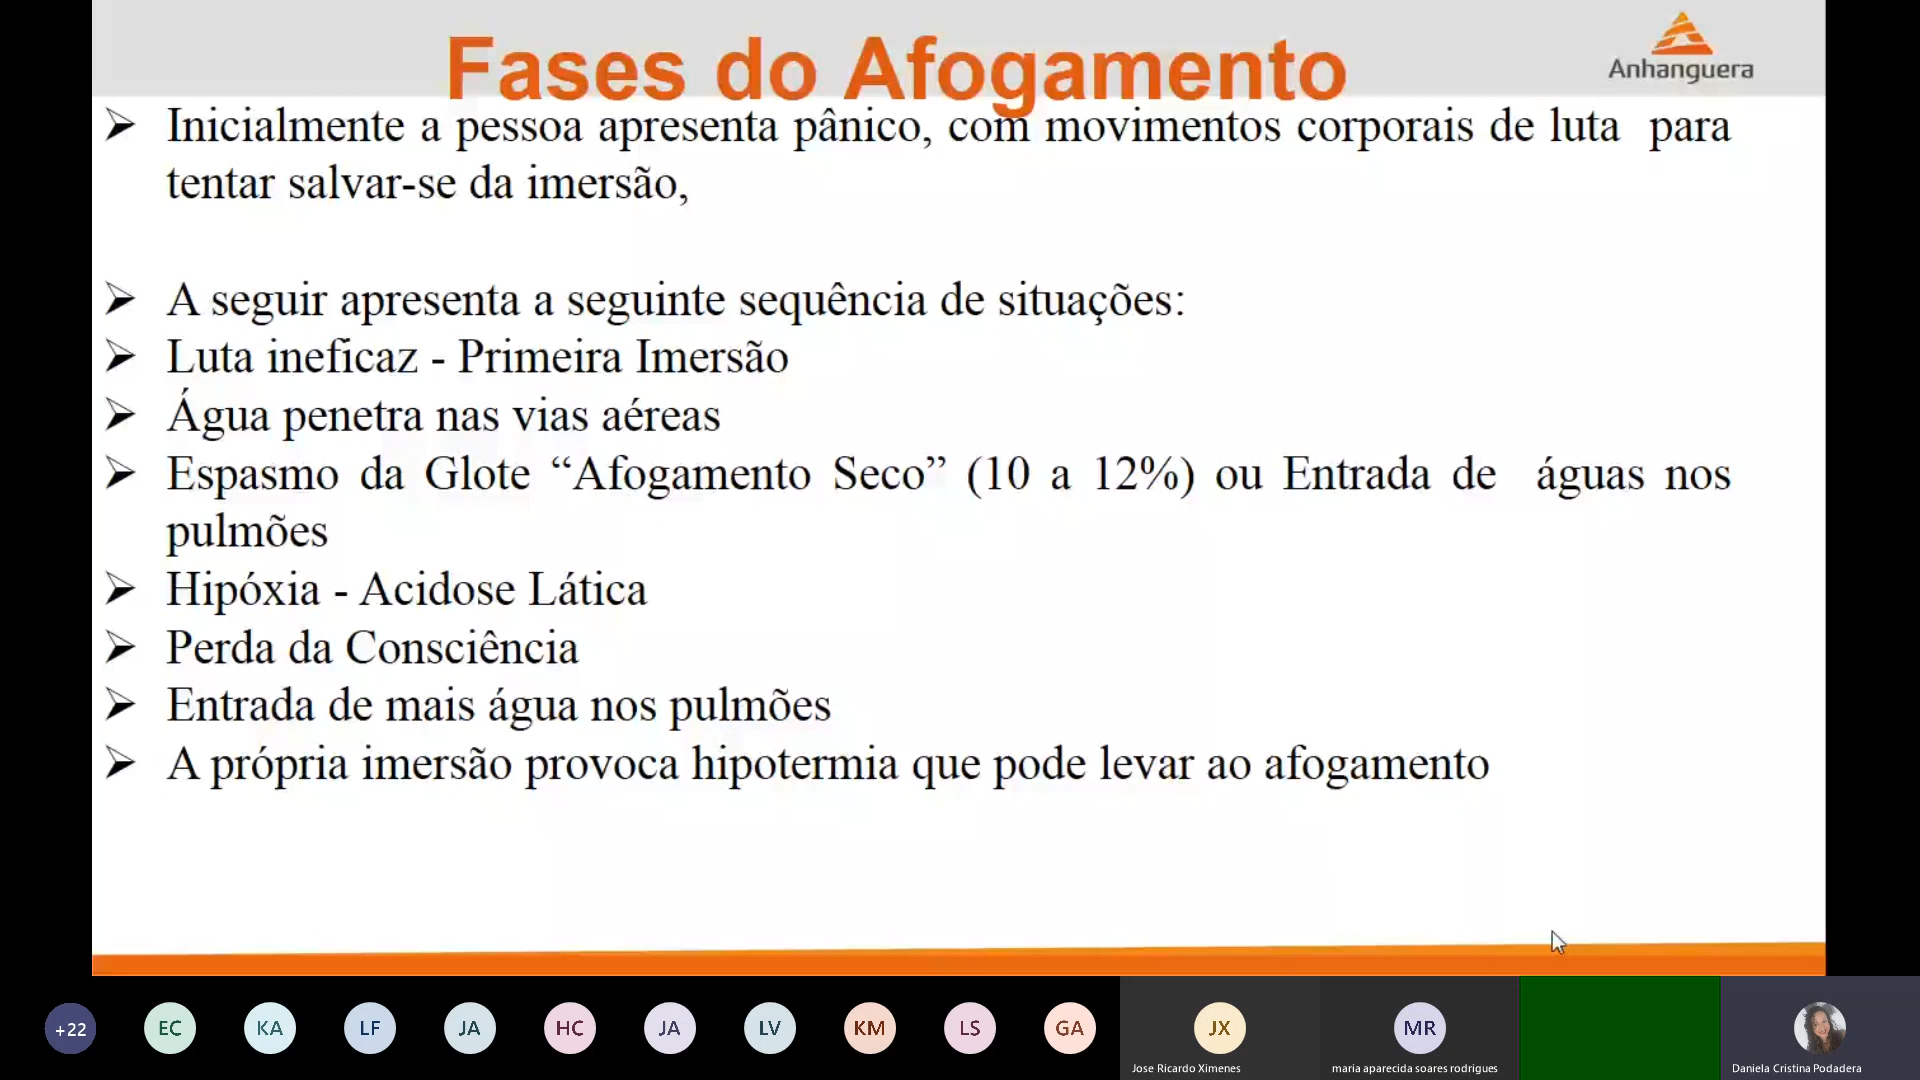 Fases do Afogamento
Anhanguera
Inicialmente a pessoa apresenta pânico, com movimentos corporais de luta para
tentar salvar-se da imersão,
A seguir apresenta a seguinte sequência de situações:
Luta ineficaz - Primeira Imersão
Água penetra nas vias aéreas
Espasmo da Glote “Afogamento Seco” (10 a 12%) ou Entrada de águas nos
pulmões
Hipóxia - Acidose Lática
Perda da Consciência
Entrada de mais água nos pulmões
A própria imersão provoca hipotermia que pode levar ao afogamento
+22 EC KA LF JA HC JA LV KM LS GA JX MR
Jose Ricardo Ximenes maria aparecida soares rodrigues Daniela Cristina Podadera